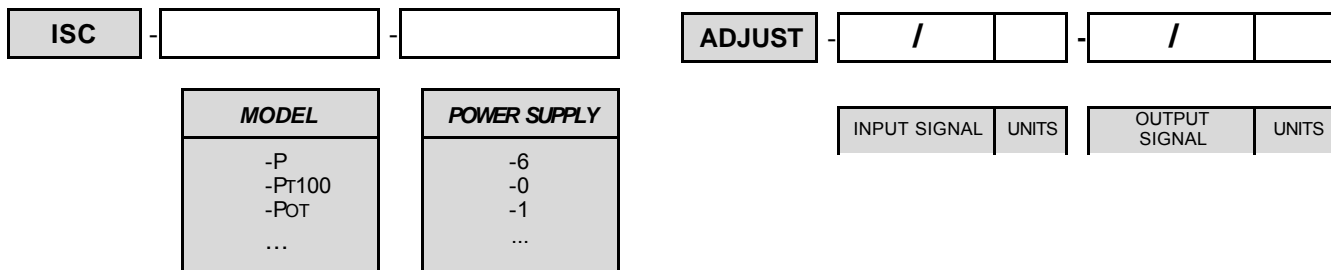 ISC - -
ADJUST - / - /
MODEL
-P
-PT100
-POT
...
POWER SUPPLY
-6
-0
-1
...
INPUT SIGNAL UNITS
OUTPUT
SIGNAL
UNITS